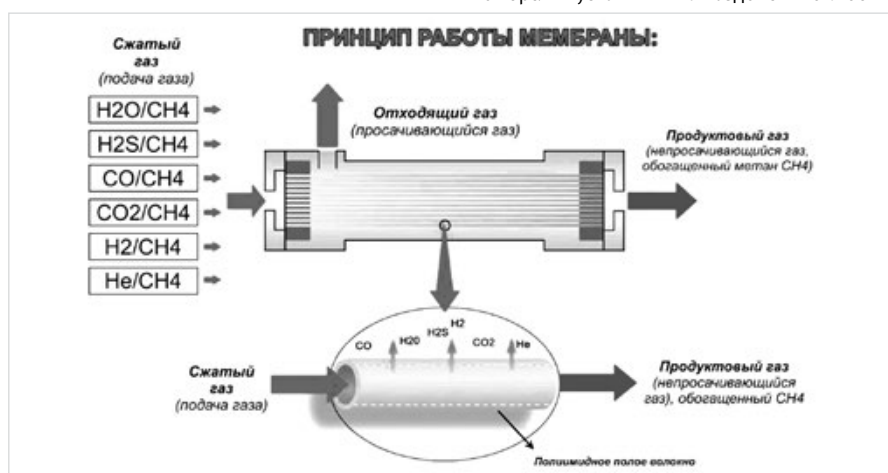 ПРИНЦИП РАБОТЫ МЕМБРАНЫ:
Сжатый
газ
(подача газа)
H2O/CH4
H2S/CH4
CO/CH4
CO2/CH4
H2/CH4
He/CH4
Отходящий газ
(просачивающийся газ)
Продуктовый газ
(непросачивающийся газ,
обогащенный метан CH4)
CO
H20
H2S
H2
CO2
He
Сжатый
газ
(подача газа)
Продуктовый газ
(непросачивающийся
газ), обогащенный CH4
Полиимидное полое волокно